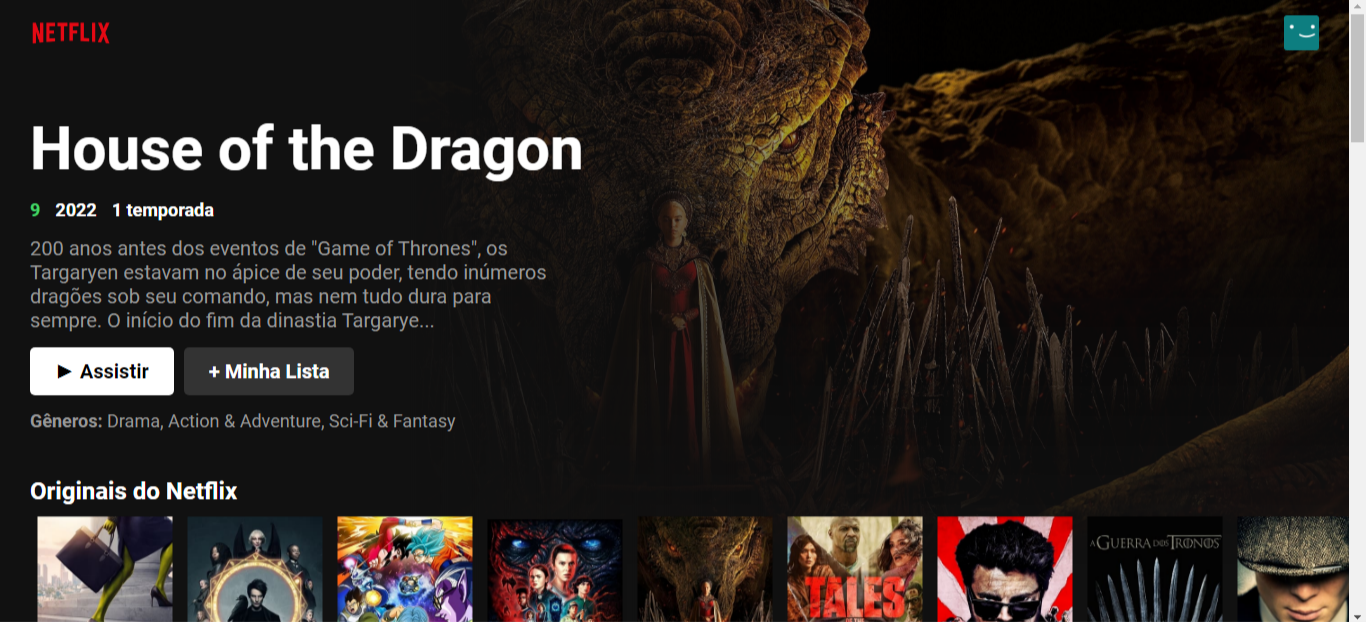 NETFLIX
House of the Dragon
9 2022 1 temporada
200 anos antes dos eventos de "Game of Thrones", os
Targaryen estavam no ápice de seu poder, tendo inúmeros
dragões sob seu comando, mas nem tudo dura para
sempre. O início do fim da dinastia Targarye...
► Assistir
+ Minha Lista
Gêneros: Drama, Action & Adventure, Sci-Fi & Fantasy
Originais do Netflix
A GUERRA DOS TRONOS
TALES
OF THE